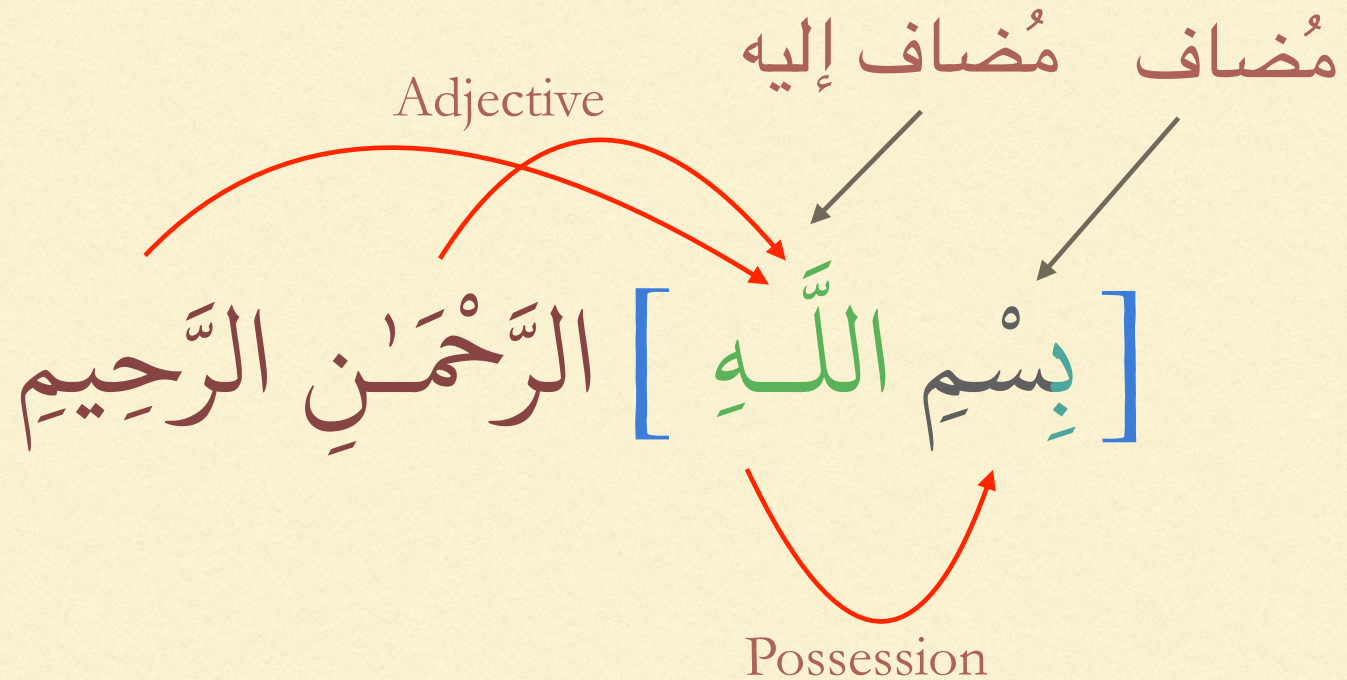 مُضاف مُضاف إليه
Adjective
[بِسْمِ اللَّـهِ] الرَّحْمَـٰنِ الرَّحِيمِ
Possession